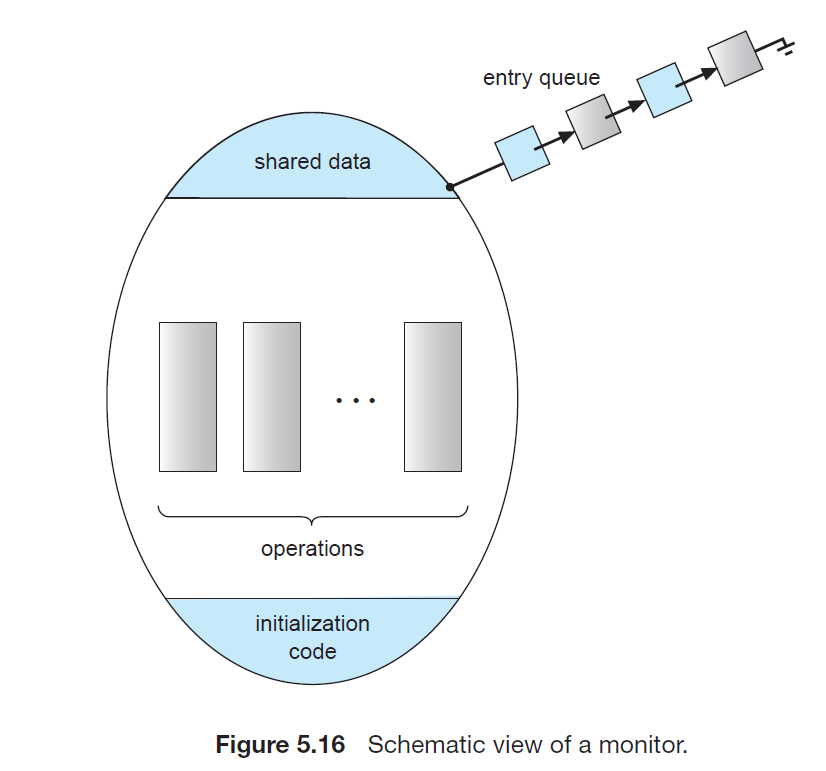 entry queue
shared data
. . .
operations
initialization
code
Figure 5.16 Schematic view of a monitor.